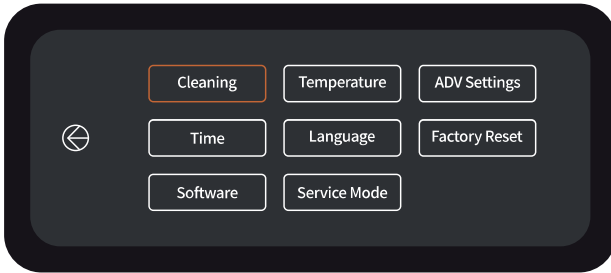 Cleaning
Temperature
ADV Settings
Time
Language
Factory Reset
Software
Service Mode